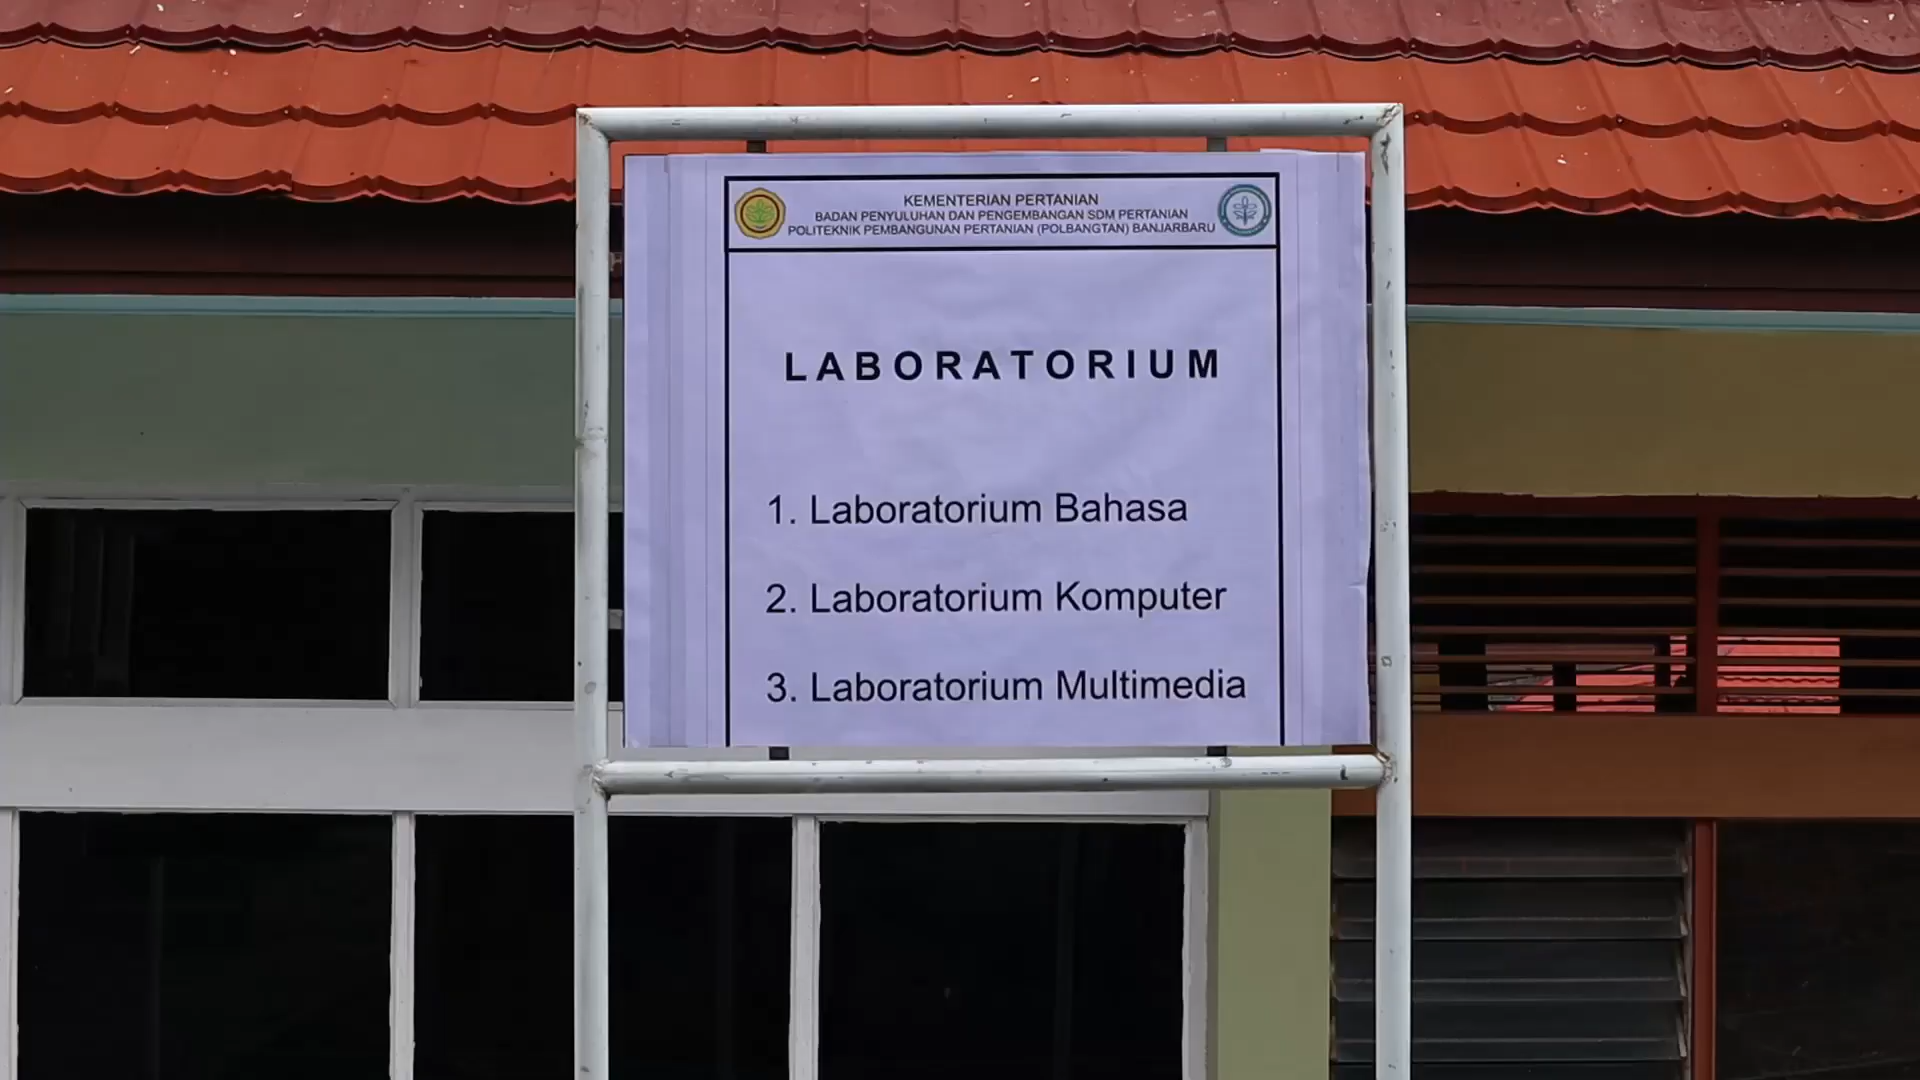 KEMENTERIAN PERTANIAN
BADAN PENYULUHAN DAN PENGEMBANGAN SDM PERTANIAN
POLITEKNIK PEMBANGUNAN PERTANIAN (POLBANGTAN) BANJARBARU
LABORATORIUM
1. Laboratorium Bahasa
2. Laboratorium Komputer
3. Laboratorium Multimedia